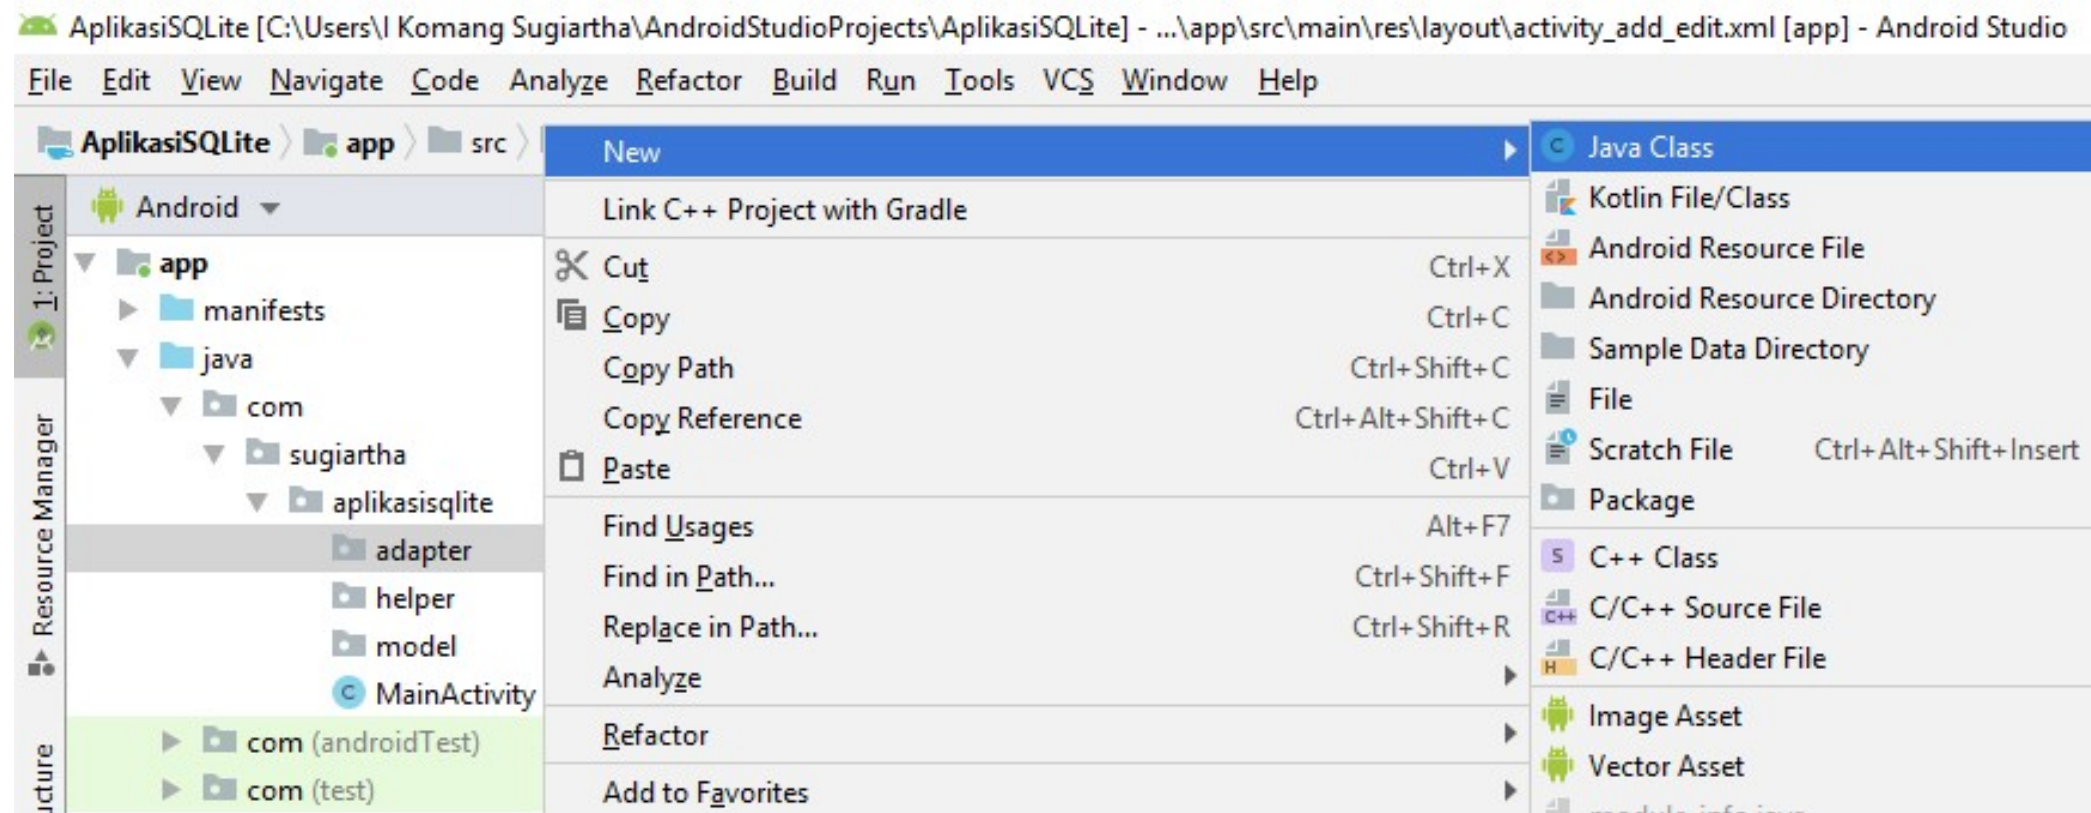 AplikasiSQLite [C:\Users\I Komang Sugiartha\AndroidStudioProjects\AplikasiSQLite] - ...\app\src\main\res\layout\activity_add_edit.xml [app] - Android Studio
File Edit View Navigate Code Analyze Refactor Build Run Tools VCS Window Help
AplikasiSQLite app src
1: Project
Resource Manager
Android
app
manifests
java
com
sugiartha
aplikasisqlite
adapter
helper
model
MainActivity
com (androidTest)
com (test)
New
Link C++ Project with Gradle
Cut Ctrl+X
Copy Ctrl+C
Copy Path Ctrl+Shift+C
Copy Reference Ctrl+Alt+Shift+C
Paste Ctrl+V
Find Usages Alt+F7
Find in Path... Ctrl+Shift+F
Replace in Path... Ctrl+Shift+R
Analyze
Refactor
Add to Favorites
Java Class
Kotlin File/Class
Android Resource File
Android Resource Directory
Sample Data Directory
File
Scratch File Ctrl+Alt+Shift+Insert
Package
C++ Class
C/C++ Source File
C/C++ Header File
Image Asset
Vector Asset